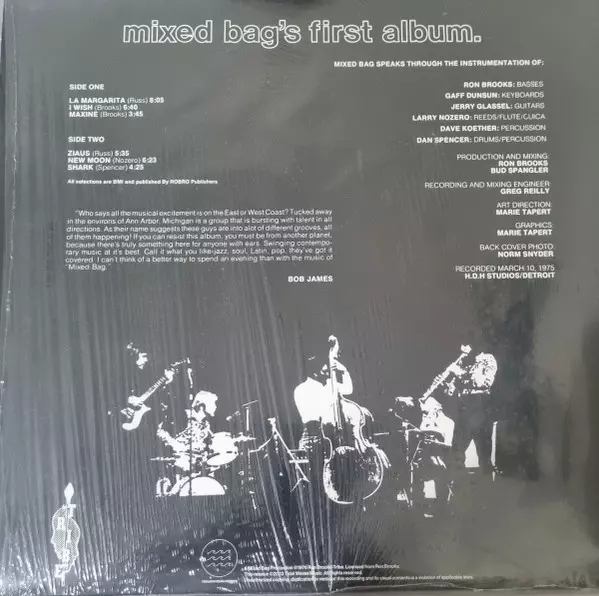 mixed bag's first album.
MIXED BAG SPEAKS THROUGH THE INSTRUMENTATION OF:
SIDE ONE
LA MARGARITA (Russ) 8:05
I WISH (Brooks) 6:40
MAXINE (Brooks) 3:45
SIDE TWO
ZIAUS (Russ) 5:35
NEW MOON (Nozero) 6:23
SHARK (Spencer) 4:25
All selections are BMI and published By ROBRO Publishers
RON BROOKS: BASSES
GAFF DUNSUM: KEYBOARDS
JERRY GLASSEL: GUITARS
LARRY NOZERO: REEDS/FLUTE/CUICA
DAVE KOETHER: PERCUSSION
DAN SPENCER: DRUMS/PERCUSSION
PRODUCTION AND MIXING:
RON BROOKS
BUD SPANGLER
RECORDING AND MIXING ENGINEER:
GREG REILLY
ART DIRECTION:
MARIE TAPERT
GRAPHICS:
MARIE TAPERT
BACK COVER PHOTO:
NORM SNYDER
RECORDED MARCH 10, 1975
H.D.H STUDIOS/DETROIT
"Who says all the musical excitement is on the East or West Coast? Tucked away
in the environs of Ann Arbor, Michigan is a group that is bursting with talent in all
directions. As their name suggests these guys are into alot of different grooves, all
of them happening! If you can resist this album, you must be from another planet,
because there's truly something here for anyone with ears. Swinging contempo-
rary music at it's best. Call it what you like-jazz, soul, Latin, pop, they've got it
covered. I can't think of a better way to spend an evening than with the music of
"Mixed Bag."
BOB JAMES
TRIBE